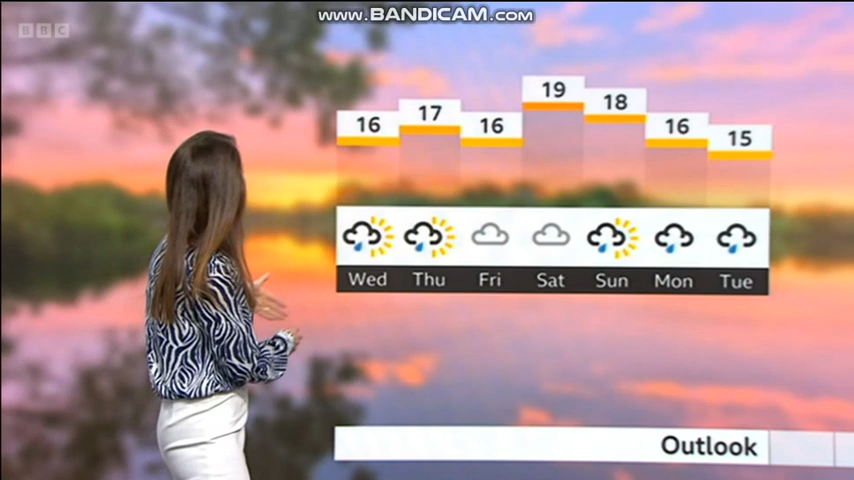 www.BANDICAM.com
BBC
19
18
17
16 16 16
15
Wed Thu Fri Sat Sun Mon Tue
Outlook